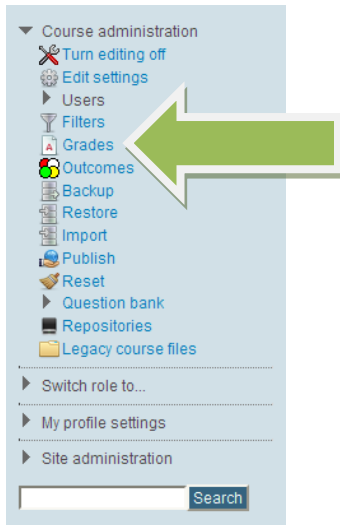 Course administration
Turn editing off
Edit settings
Users
Filters
A Grades
Outcomes
Backup
Restore
Import
Publish
Reset
Question bank
Repositories
Legacy course files
Switch role to...
My profile settings
Site administration
Search